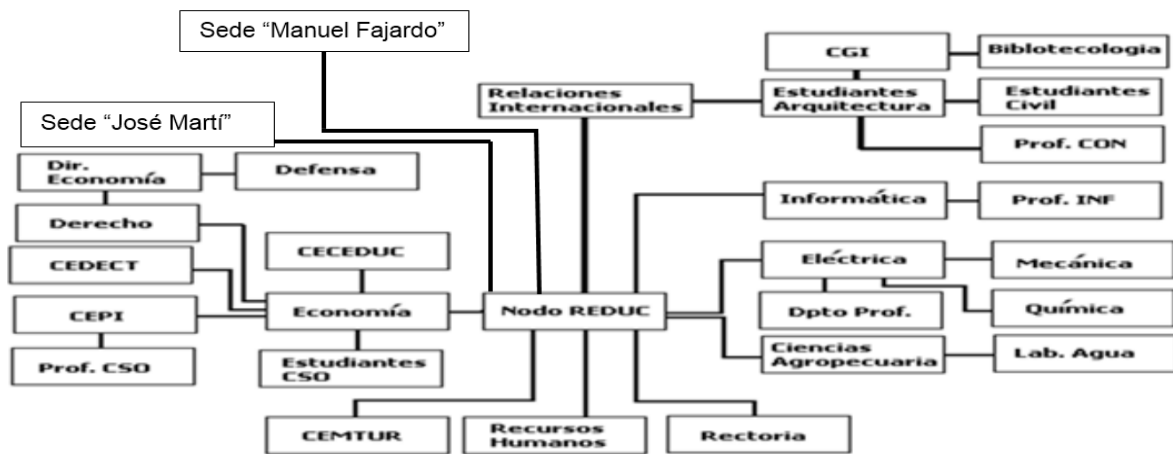 Sede “Manuel Fajardo”
CGI
Biblotecologia
Relaciones
Internacionales
Estudiantes
Arquitectura
Estudiantes
Civil
Sede “José Martí”
Prof. CON
Dir.
Economía
Defensa
Informática
Prof. INF
Derecho
CECEDUC
CEDECT
Eléctrica
Mecánica
CEPI
Economía
Nodo REDUC
Dpto Prof.
Química
Prof. CSO
Estudiantes
CSO
Ciencias
Agropecuaria
Lab. Agua
CEMTUR
Recursos
Humanos
Rectoria